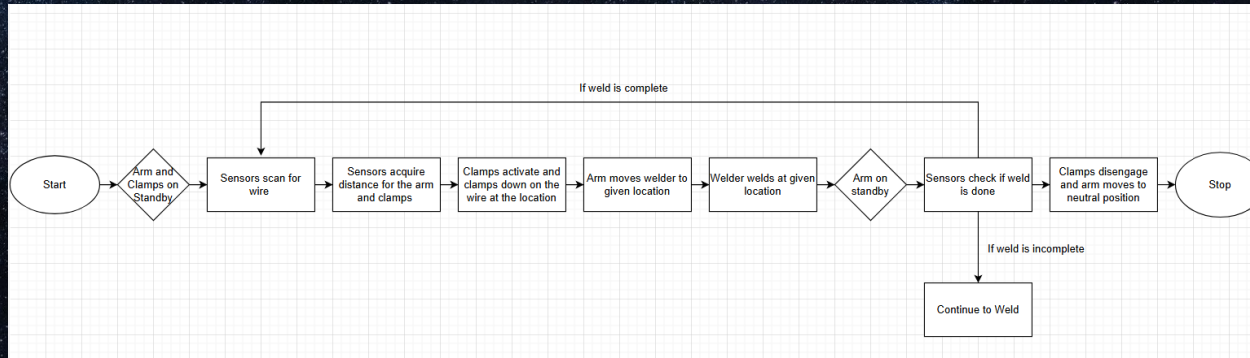 If weld is complete
Start
Arm and
Clamps on
Standby
Sensors scan for
wire
Sensors acquire
distance for the arm
and clamps
Clamps activate and
clamps down on the
wire at the location
Arm moves welder to
given location
Welder welds at given
location
Arm on
standby
Sensors check if weld
is done
Clamps disengage
and arm moves to
neutral position
Stop
If weld is incomplete
Continue to Weld